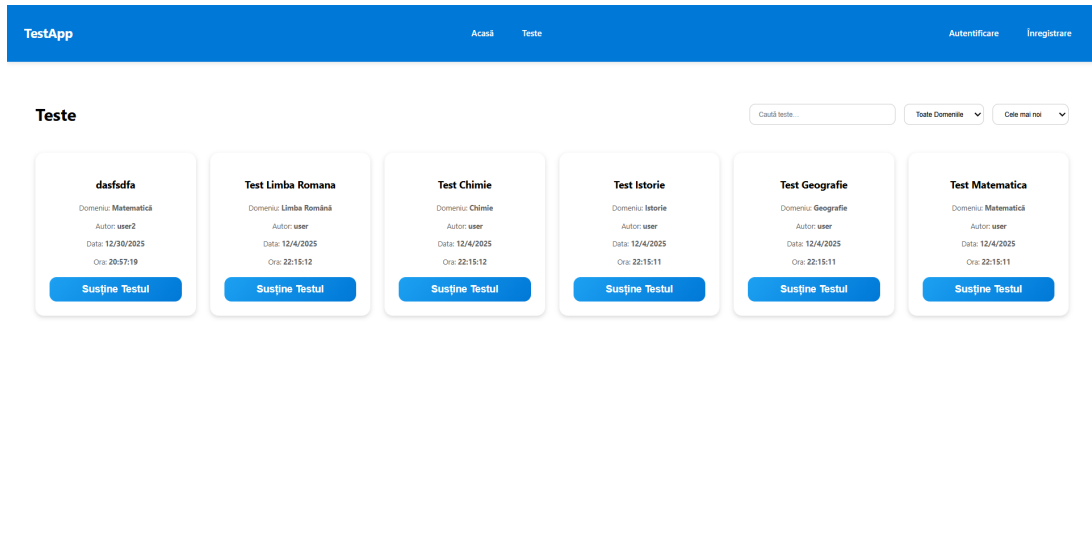 TestApp Acasă Teste Autentificare Înregistrare
Teste Caută teste... Toate Domeniile Cele mai noi
dasfsdfa
Domeniu: Matematică
Autor: user2
Data: 12/30/2025
Ora: 20:57:19
Susține Testul
Test Limba Romana
Domeniu: Limba Română
Autor: user
Data: 12/4/2025
Ora: 22:15:12
Susține Testul
Test Chimie
Domeniu: Chimie
Autor: user
Data: 12/4/2025
Ora: 22:15:12
Susține Testul
Test Istorie
Domeniu: Istorie
Autor: user
Data: 12/4/2025
Ora: 22:15:11
Susține Testul
Test Geografie
Domeniu: Geografie
Autor: user
Data: 12/4/2025
Ora: 22:15:11
Susține Testul
Test Matematica
Domeniu: Matematică
Autor: user
Data: 12/4/2025
Ora: 22:15:11
Susține Testul